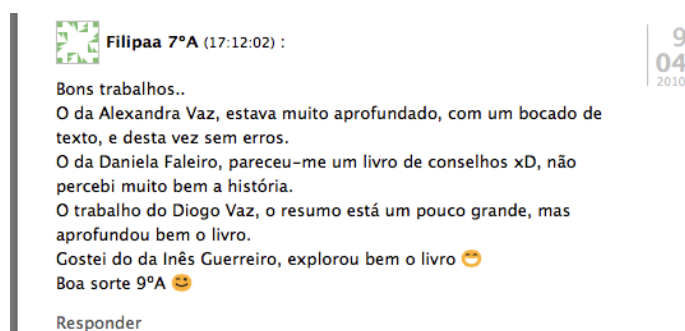 Filipaa 7ºA (17:12:02) :
9
04
2010
Bons trabalhos..
O da Alexandra Vaz, estava muito aprofundado, com um bocado de
texto, e desta vez sem erros.
O da Daniela Faleiro, pareceu-me um livro de conselhos xD, não
percebi muito bem a história.
O trabalho do Diogo Vaz, o resumo está um pouco grande, mas
aprofundou bem o livro.
Gostei do da Inês Guerreiro, explorou bem o livro 😁
Boa sorte 9ºA 😉
Responder